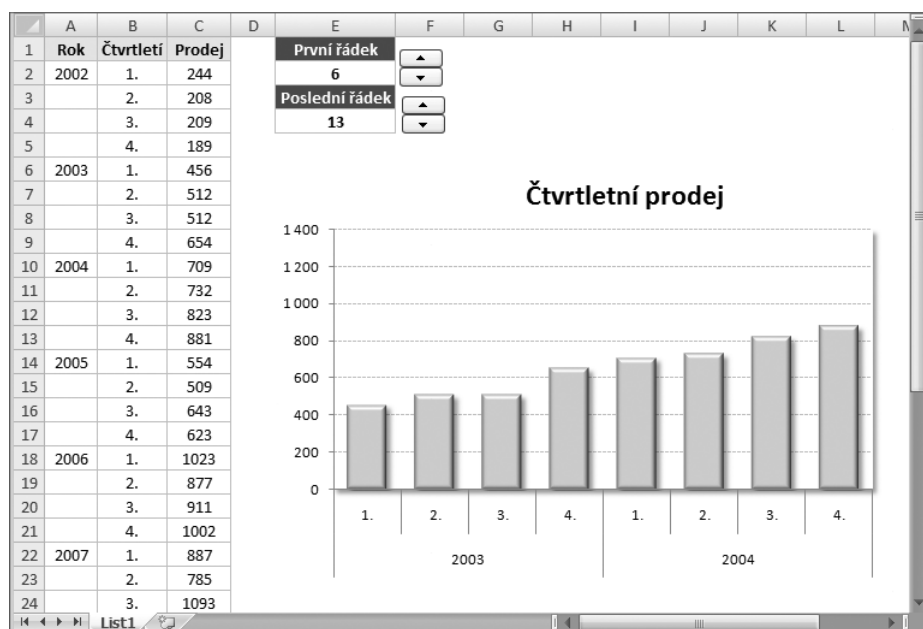 A B C D E F G H I J K L M
1 Rok Čtvrtletí Prodej První řádek
2 2002 1. 244 6
3 2. 208 Poslední řádek
4 3. 209 13
5 4. 189
6 2003 1. 456
7 2. 512
8 3. 512
9 4. 654
10 2004 1. 709
11 2. 732
12 3. 823
13 4. 881
14 2005 1. 554
15 2. 509
16 3. 643
17 4. 623
18 2006 1. 1023
19 2. 877
20 3. 911
21 4. 1002
22 2007 1. 887
23 2. 785
24 3. 1093
Čtvrtletní prodej
1 400
1 200
1 000
800
600
400
200
0
1. 2. 3. 4. 1. 2. 3. 4.
2003 2004
List1